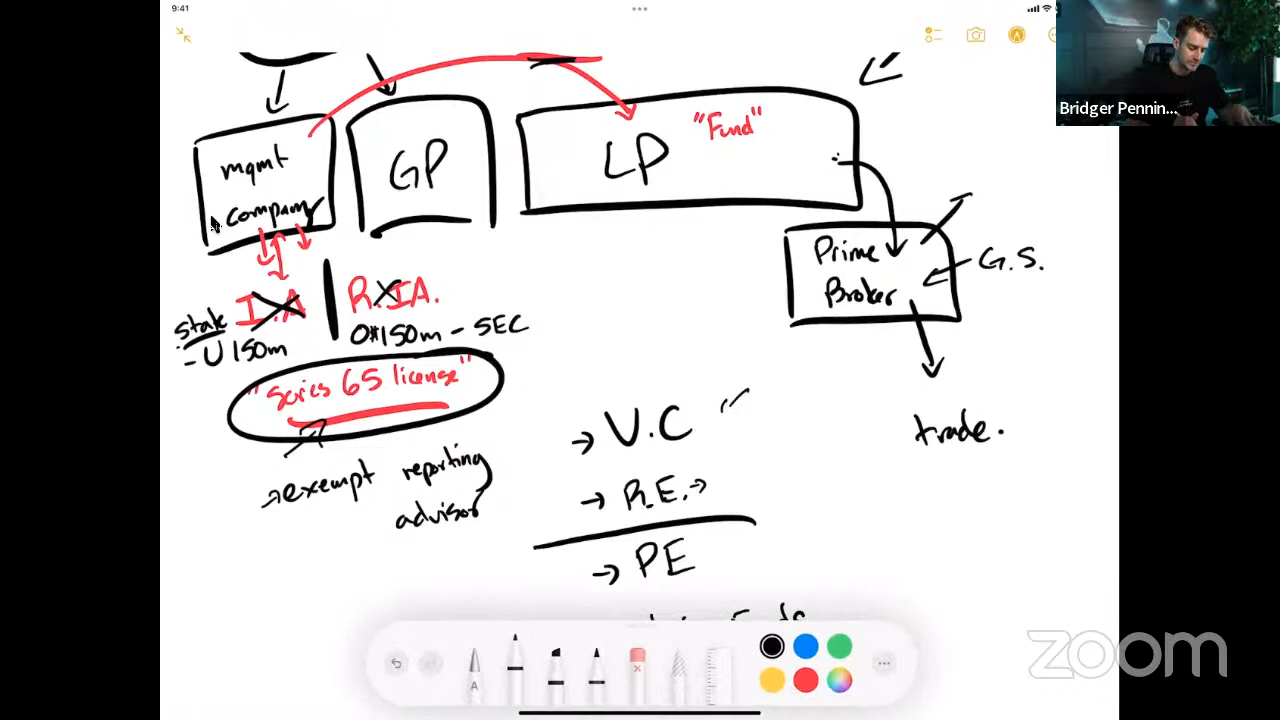 9:41
Bridger Pennin...
mgmt
company
GP
LP
"Fund"
Prime
Broker
G.S.
trade.
I.A
R.IA.
state
- U 150m
O#150m - SEC
"Series 65 license"
→exempt reporting
advisor
→ V.C
→ R.E.→
→ PE
zoom